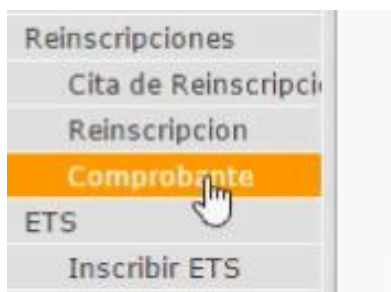 Reinscripciones
Cita de Reinscripci
Reinscripcion
Comprobante
ETS
Inscribir ETS